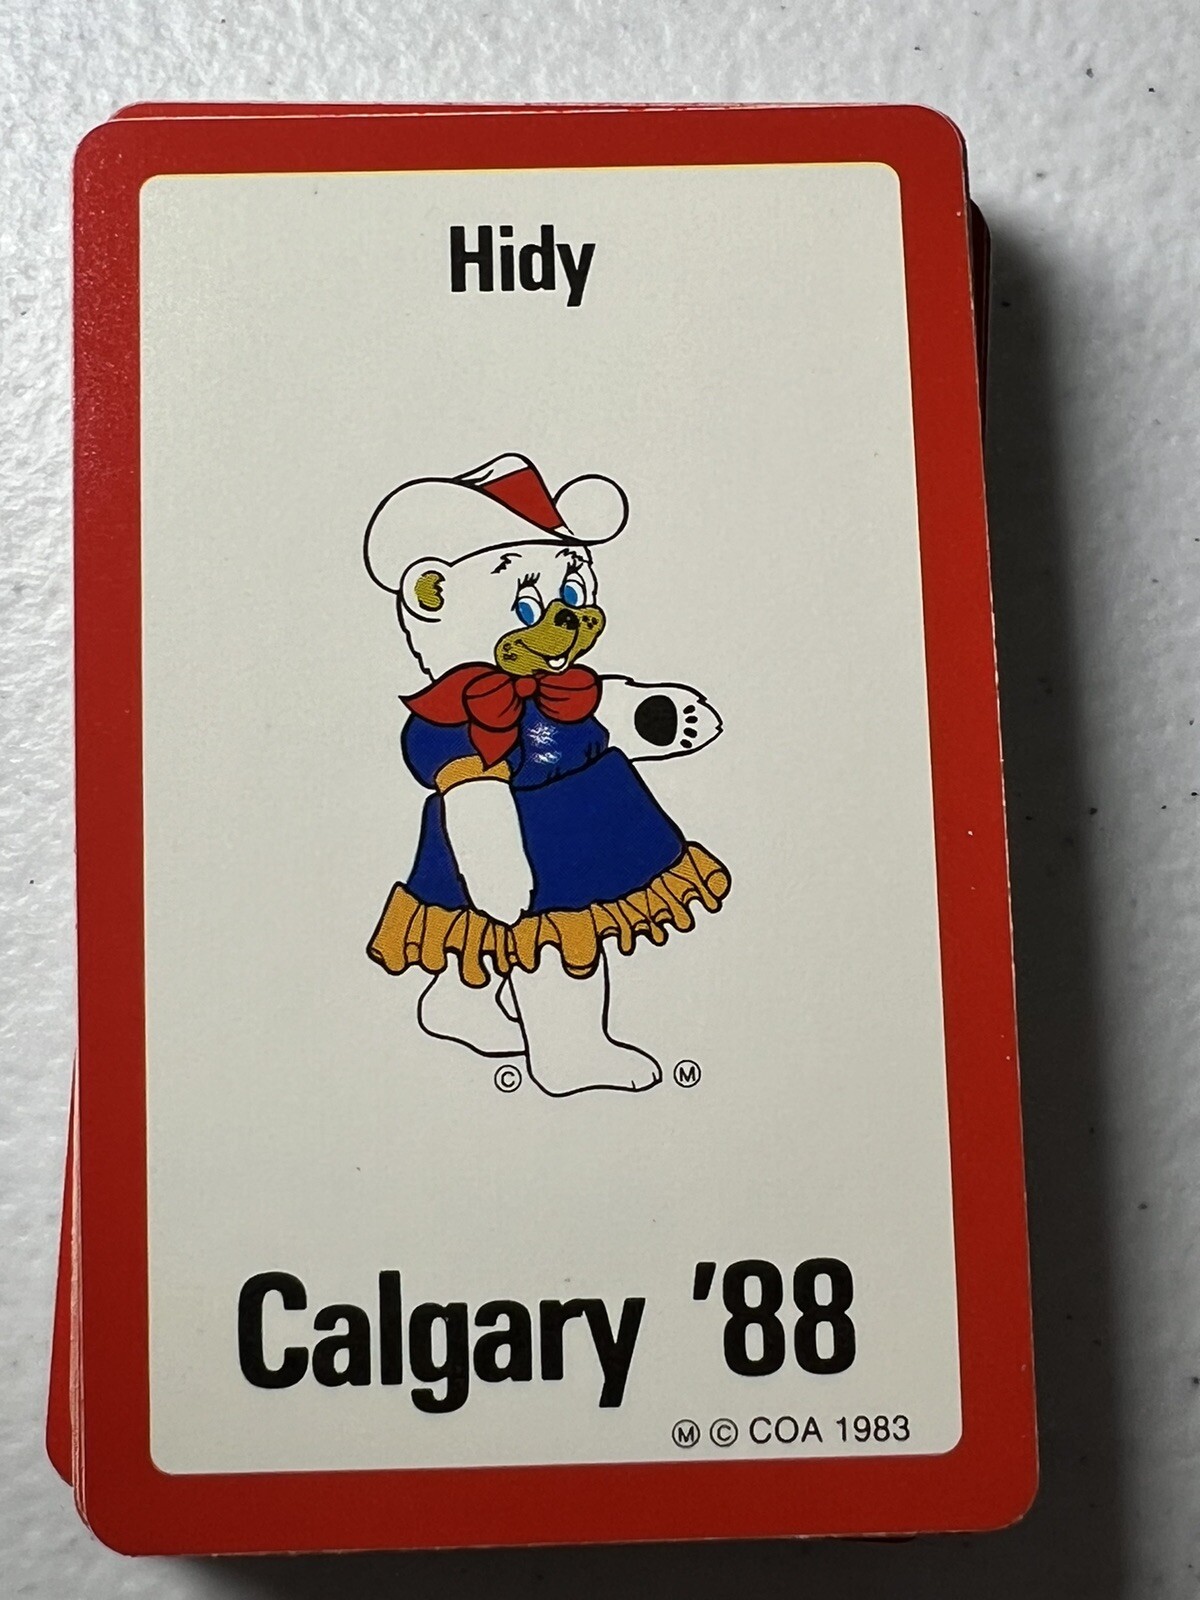 Hidy
© Ⓜ
Calgary '88
Ⓜ © COA 1983